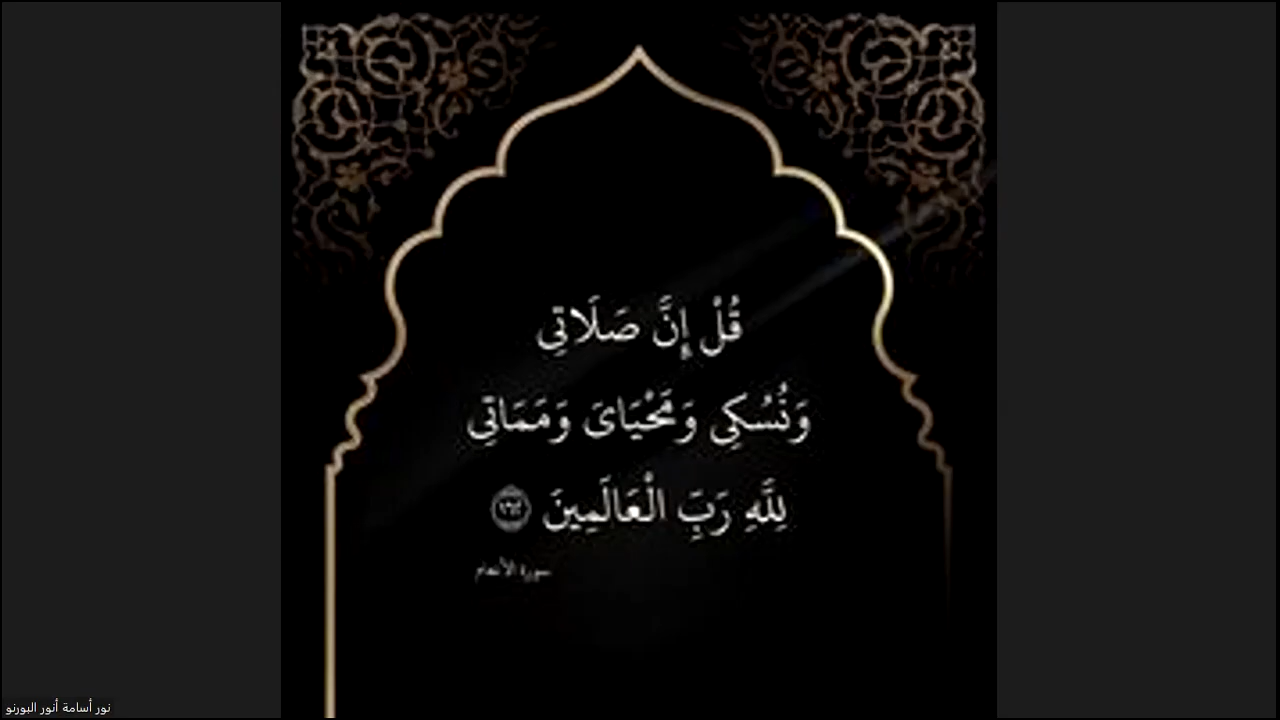 قُلْ إِنَّ صَلَاتِي
وَنُسُكِي وَمَحْيَايَ وَمَمَاتِي
لِلَّهِ رَبِّ الْعَالَمِينَ ١٦٢
سورة الأنعام
نور أسامة أنور البورنو